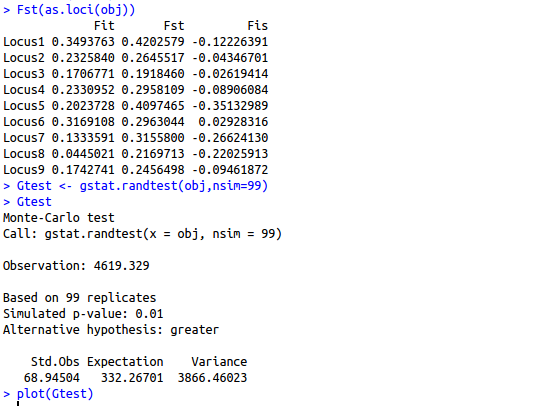 > Fst(as.loci(obj))
Fit Fst Fis
Locus1 0.3493763 0.4202579 -0.12226391
Locus2 0.2325840 0.2645517 -0.04346701
Locus3 0.1706771 0.1918460 -0.02619414
Locus4 0.2330952 0.2958109 -0.08906084
Locus5 0.2023728 0.4097465 -0.35132989
Locus6 0.3169108 0.2963044 0.02928316
Locus7 0.1333591 0.3155800 -0.26624130
Locus8 0.0445021 0.2169713 -0.22025913
Locus9 0.1742741 0.2456498 -0.09461872
> Gtest <- gstat.randtest(obj,nsim=99)
> Gtest
Monte-Carlo test
Call: gstat.randtest(x = obj, nsim = 99)
Observation: 4619.329
Based on 99 replicates
Simulated p-value: 0.01
Alternative hypothesis: greater
Std.Obs Expectation Variance
68.94504 332.26701 3866.46023
> plot(Gtest)